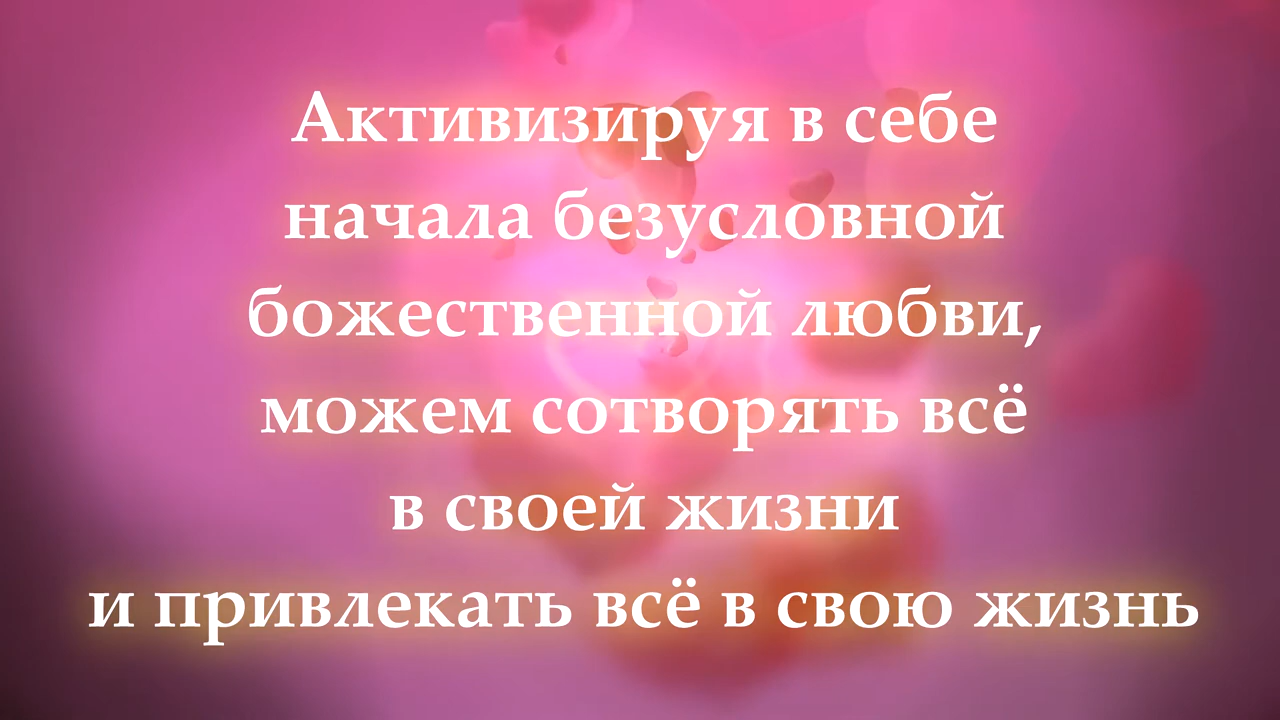 Активизируя в себе
начала безусловной
божественной любви,
можем сотворять всё
в своей жизни
и привлекать всё в свою жизнь